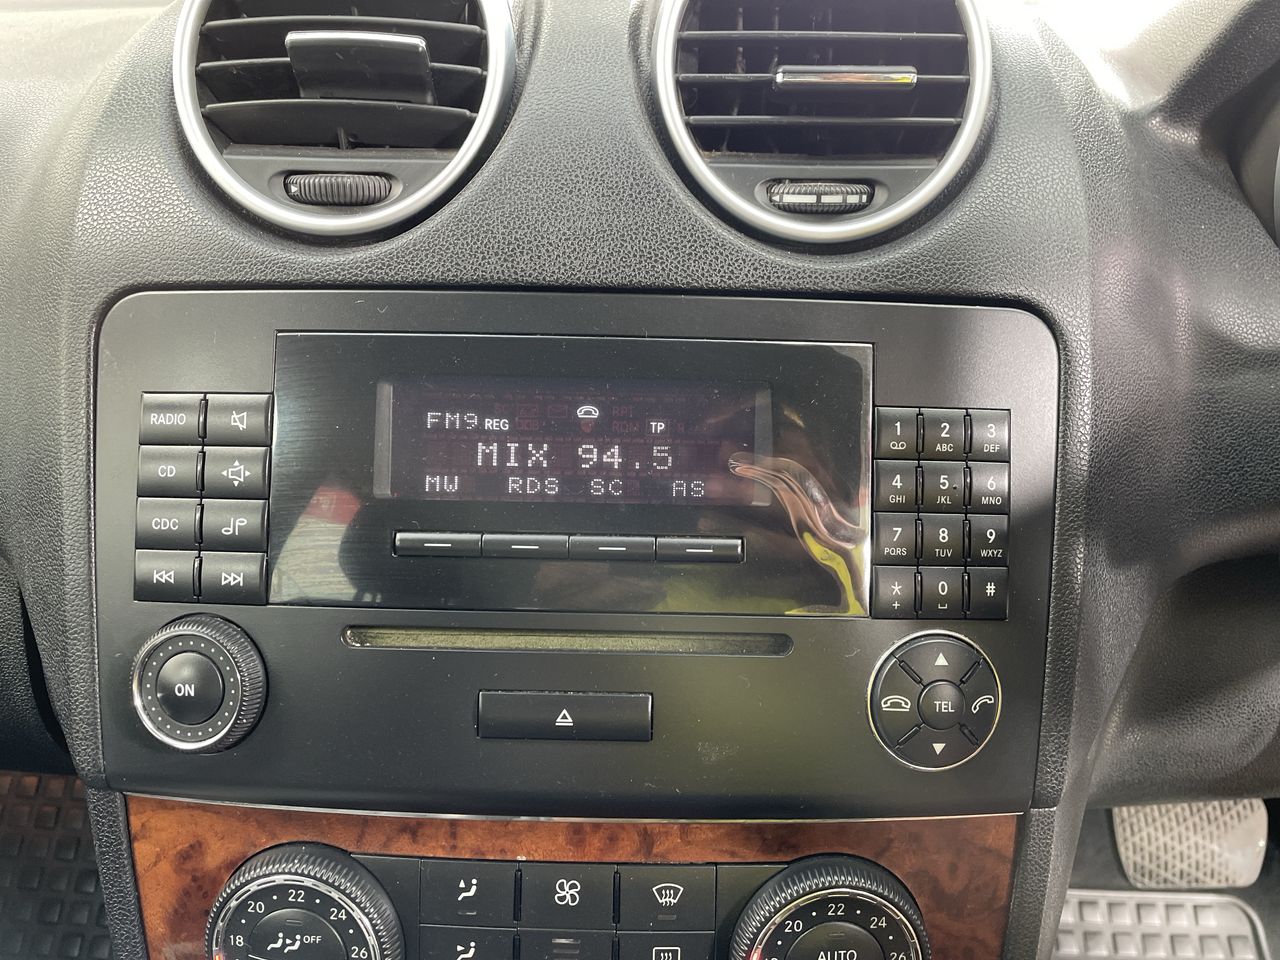 FM9 REG TP
MIX 94.5
MW RDS SC AS
RADIO
CD
CDC
ON
1
2 ABC
3 DEF
4 GHI
5 JKL
6 MNO
7 PQRS
8 TUV
9 WXYZ
* +
0
#
TEL
18 20 22 24 26
OFF
20 22 24 26
AUTO